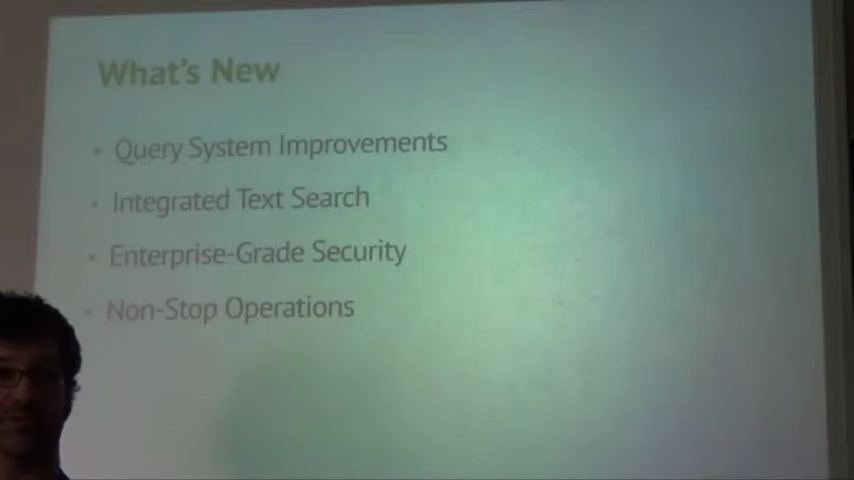 What's New
• Query System Improvements
• Integrated Text Search
• Enterprise-Grade Security
• Non-Stop Operations